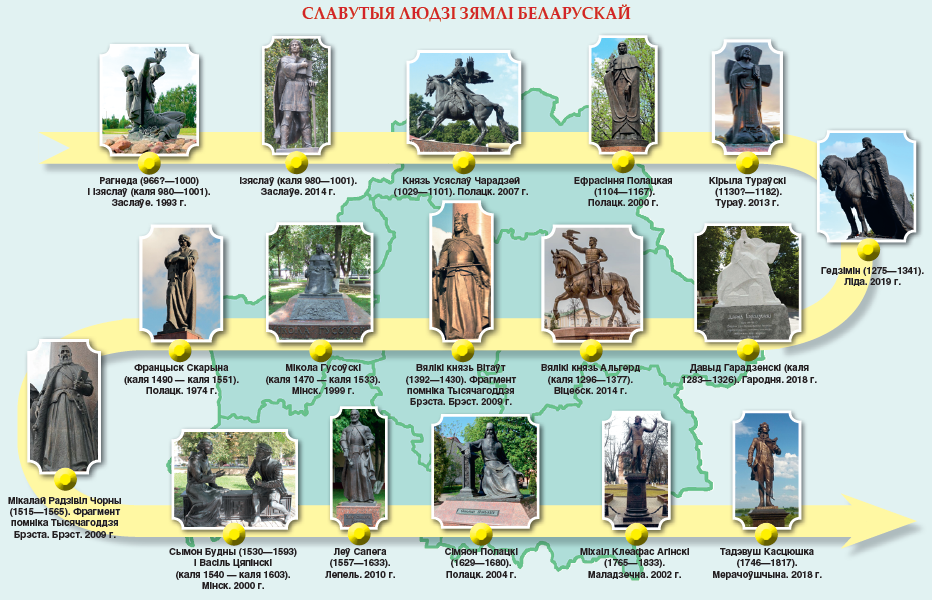 СЛАВУТЫЯ ЛЮДЗІ ЗЯМЛІ БЕЛАРУСКАЙ
Рагнеда (966?—1000)
і Ізяслаў (каля 980—1001).
Заслаўе. 1993 г.
Ізяслаў (каля 980—1001).
Заслаўе. 2014 г.
Князь Усяслаў Чарадзей
(1029—1101). Полацк. 2007 г.
Ефрасіння Полацкая
(1104—1167).
Полацк. 2000 г.
Кірыла Тураўскі
(1130?—1182).
Тураў. 2013 г.
Гедзімін (1275—1341).
Ліда. 2019 г.
Давыд Гарадзенскі (каля
1283—1326). Гародня. 2018 г.
Вялікі князь Альгерд
(каля 1296—1377).
Віцебск. 2014 г.
Вялікі князь Вітаўт
(1392—1430). Фрагмент
помніка Тысячагоддзя
Брэста. Брэст. 2009 г.
Мікола Гусоўскі
(каля 1470 — каля 1533).
Мінск. 1999 г.
Францыск Скарына
(каля 1490 — каля 1551).
Полацк. 1974 г.
Мікалай Радзівіл Чорны
(1515—1565). Фрагмент
помніка Тысячагоддзя
Брэста. Брэст. 2009 г.
Сымон Будны (1530—1593)
і Васіль Цяпінскі
(каля 1540 — каля 1603).
Мінск. 2000 г.
Леў Сапега
(1557—1633).
Лепель. 2010 г.
Сімяон Полацкі
(1629—1680).
Полацк. 2004 г.
Міхаіл Клеафас Агінскі
(1765—1833).
Маладзечна. 2002 г.
Тадэвуш Касцюшка
(1746—1817).
Мерачоўшчына. 2018 г.